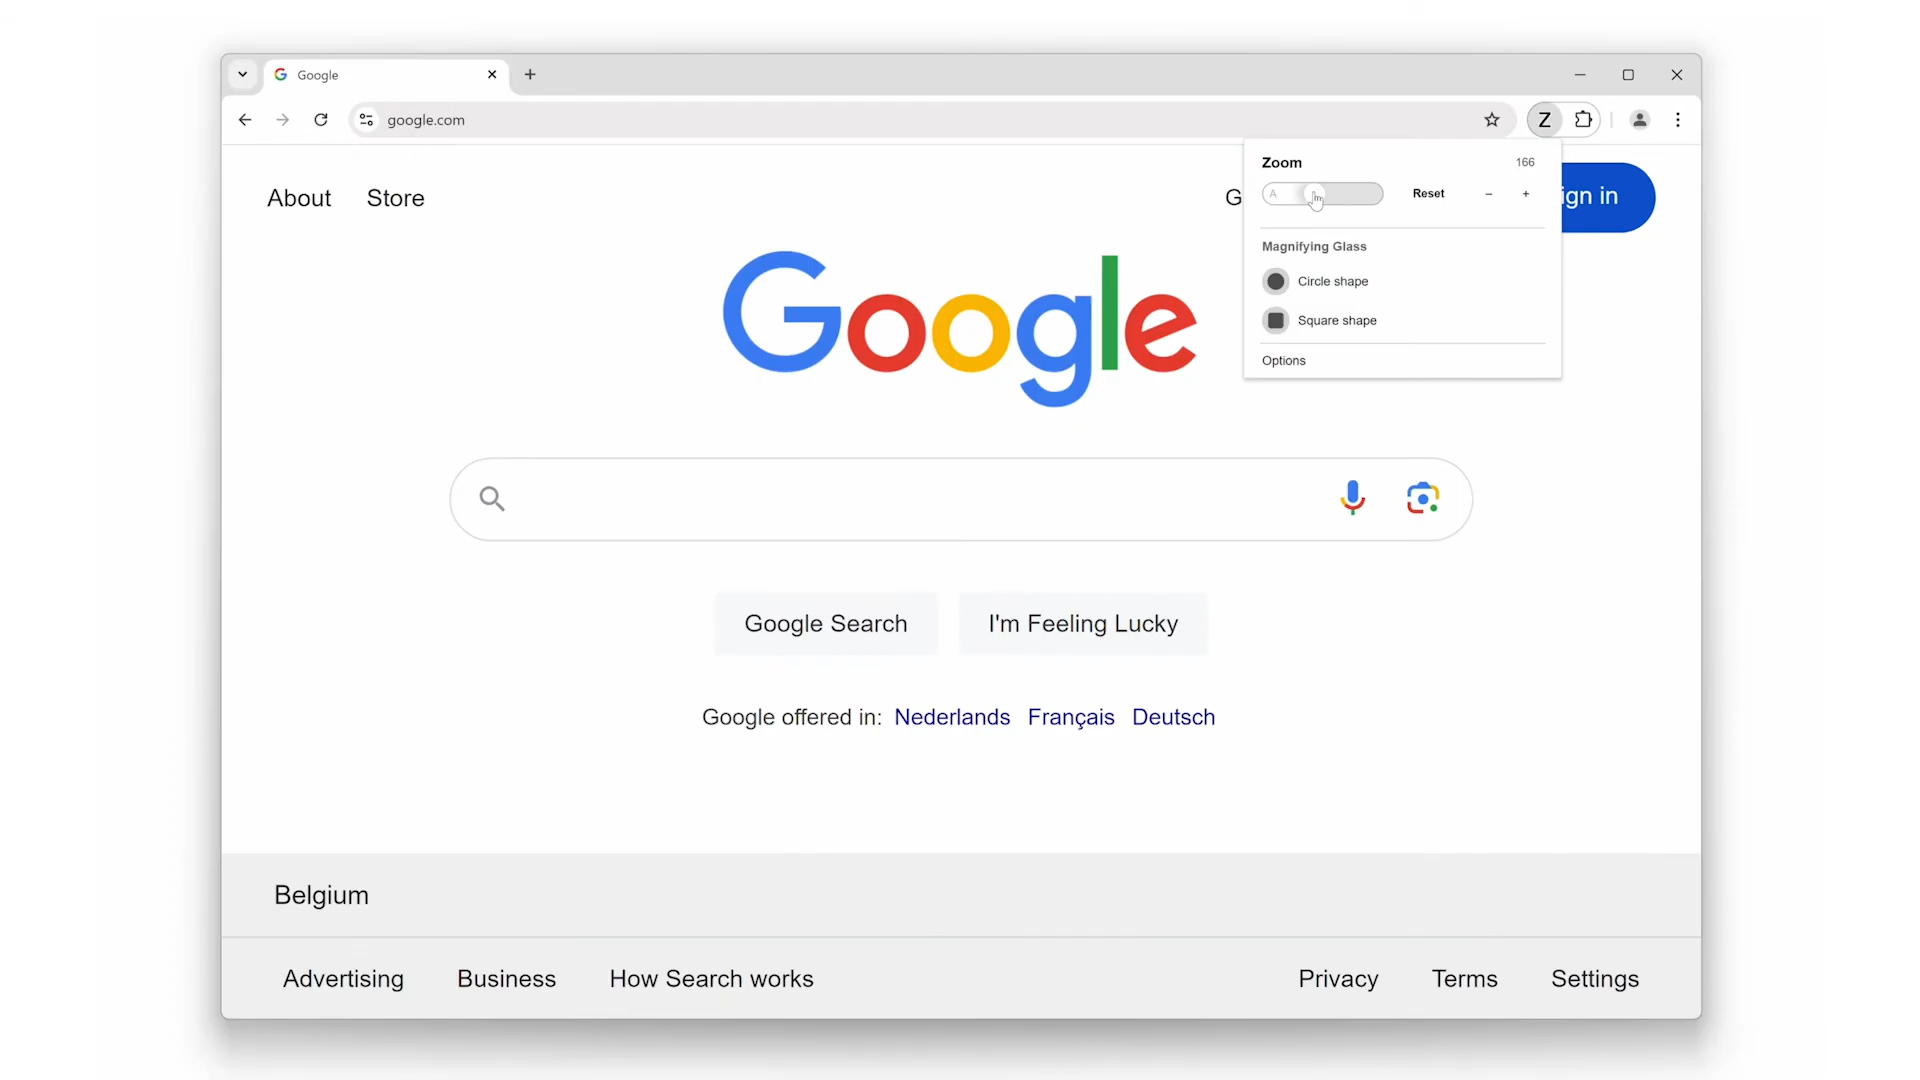 Google
google.com
Z
Zoom 166
A Reset - +
About Store G ign in
Magnifying Glass
Circle shape
Square shape
Options
Google
Google Search I'm Feeling Lucky
Google offered in: Nederlands Français Deutsch
Belgium
Advertising Business How Search works Privacy Terms Settings